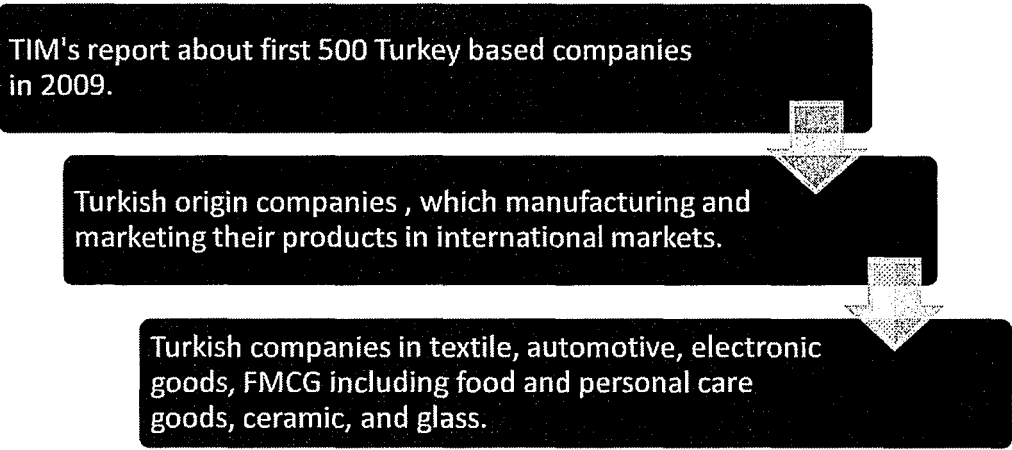 TIM's report about first 500 Turkey based companies
in 2009.
Turkish origin companies , which manufacturing and
marketing their products in international markets.
Turkish companies in textile, automotive, electronic
goods, FMCG including food and personal care
goods, ceramic, and glass.